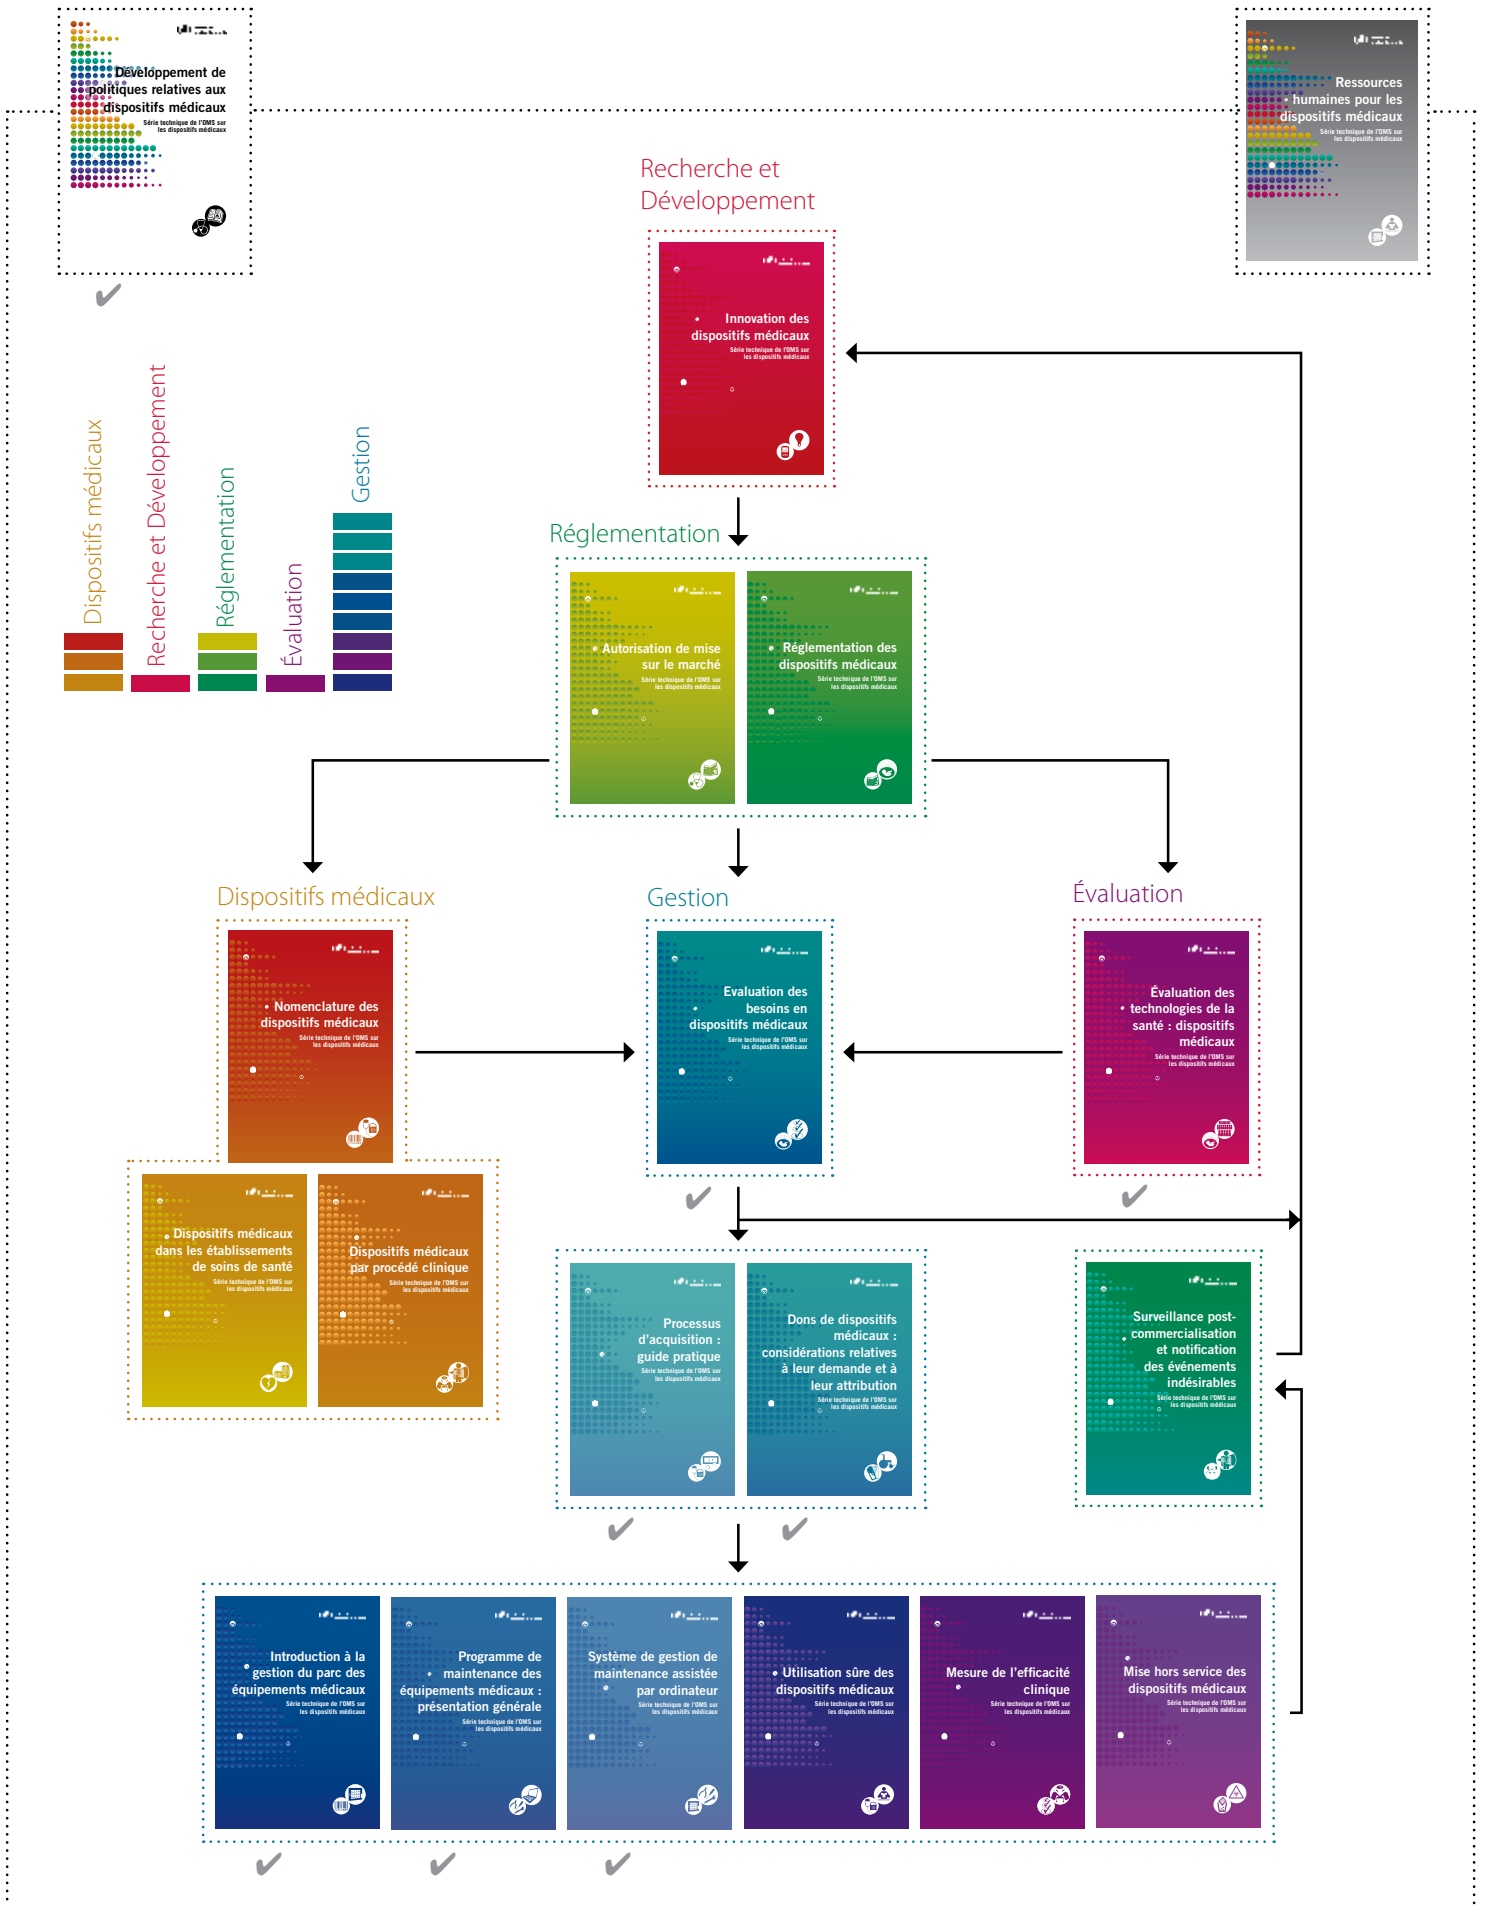 Développement de
politiques relatives aux
dispositifs médicaux
Série technique de l'OMS sur
les dispositifs médicaux
Ressources
humaines pour les
dispositifs médicaux
Série technique de l'OMS sur
les dispositifs médicaux
Recherche et
Développement
Innovation des
dispositifs médicaux
Série technique de l'OMS sur
les dispositifs médicaux
Dispositifs médicaux
Recherche et Développement
Réglementation
Évaluation
Gestion
Réglementation
Autorisation de mise
sur le marché
Série technique de l'OMS sur
les dispositifs médicaux
Réglementation des
dispositifs médicaux
Série technique de l'OMS sur
les dispositifs médicaux
Dispositifs médicaux
Gestion
Évaluation
Nomenclature des
dispositifs médicaux
Série technique de l'OMS sur
les dispositifs médicaux
Evaluation des
besoins en
dispositifs médicaux
Série technique de l'OMS sur
les dispositifs médicaux
Évaluation des
technologies de la
santé : dispositifs
médicaux
Série technique de l'OMS sur
les dispositifs médicaux
Dispositifs médicaux
dans les établissements
de soins de santé
Série technique de l'OMS sur
les dispositifs médicaux
Dispositifs médicaux
par procédé clinique
Série technique de l'OMS sur
les dispositifs médicaux
Processus
d'acquisition :
guide pratique
Série technique de l'OMS sur
les dispositifs médicaux
Dons de dispositifs
médicaux :
considérations relatives
à leur demande et à
leur attribution
Série technique de l'OMS sur
les dispositifs médicaux
Surveillance post-
commercialisation
et notification
des événements
indésirables
Série technique de l'OMS sur
les dispositifs médicaux
Introduction à la
gestion du parc des
équipements médicaux
Série technique de l'OMS sur
les dispositifs médicaux
Programme de
maintenance des
équipements médicaux :
présentation générale
Série technique de l'OMS sur
les dispositifs médicaux
Système de gestion de
maintenance assistée
par ordinateur
Série technique de l'OMS sur
les dispositifs médicaux
Utilisation sûre des
dispositifs médicaux
Série technique de l'OMS sur
les dispositifs médicaux
Mesure de l'efficacité
clinique
Série technique de l'OMS sur
les dispositifs médicaux
Mise hors service des
dispositifs médicaux
Série technique de l'OMS sur
les dispositifs médicaux